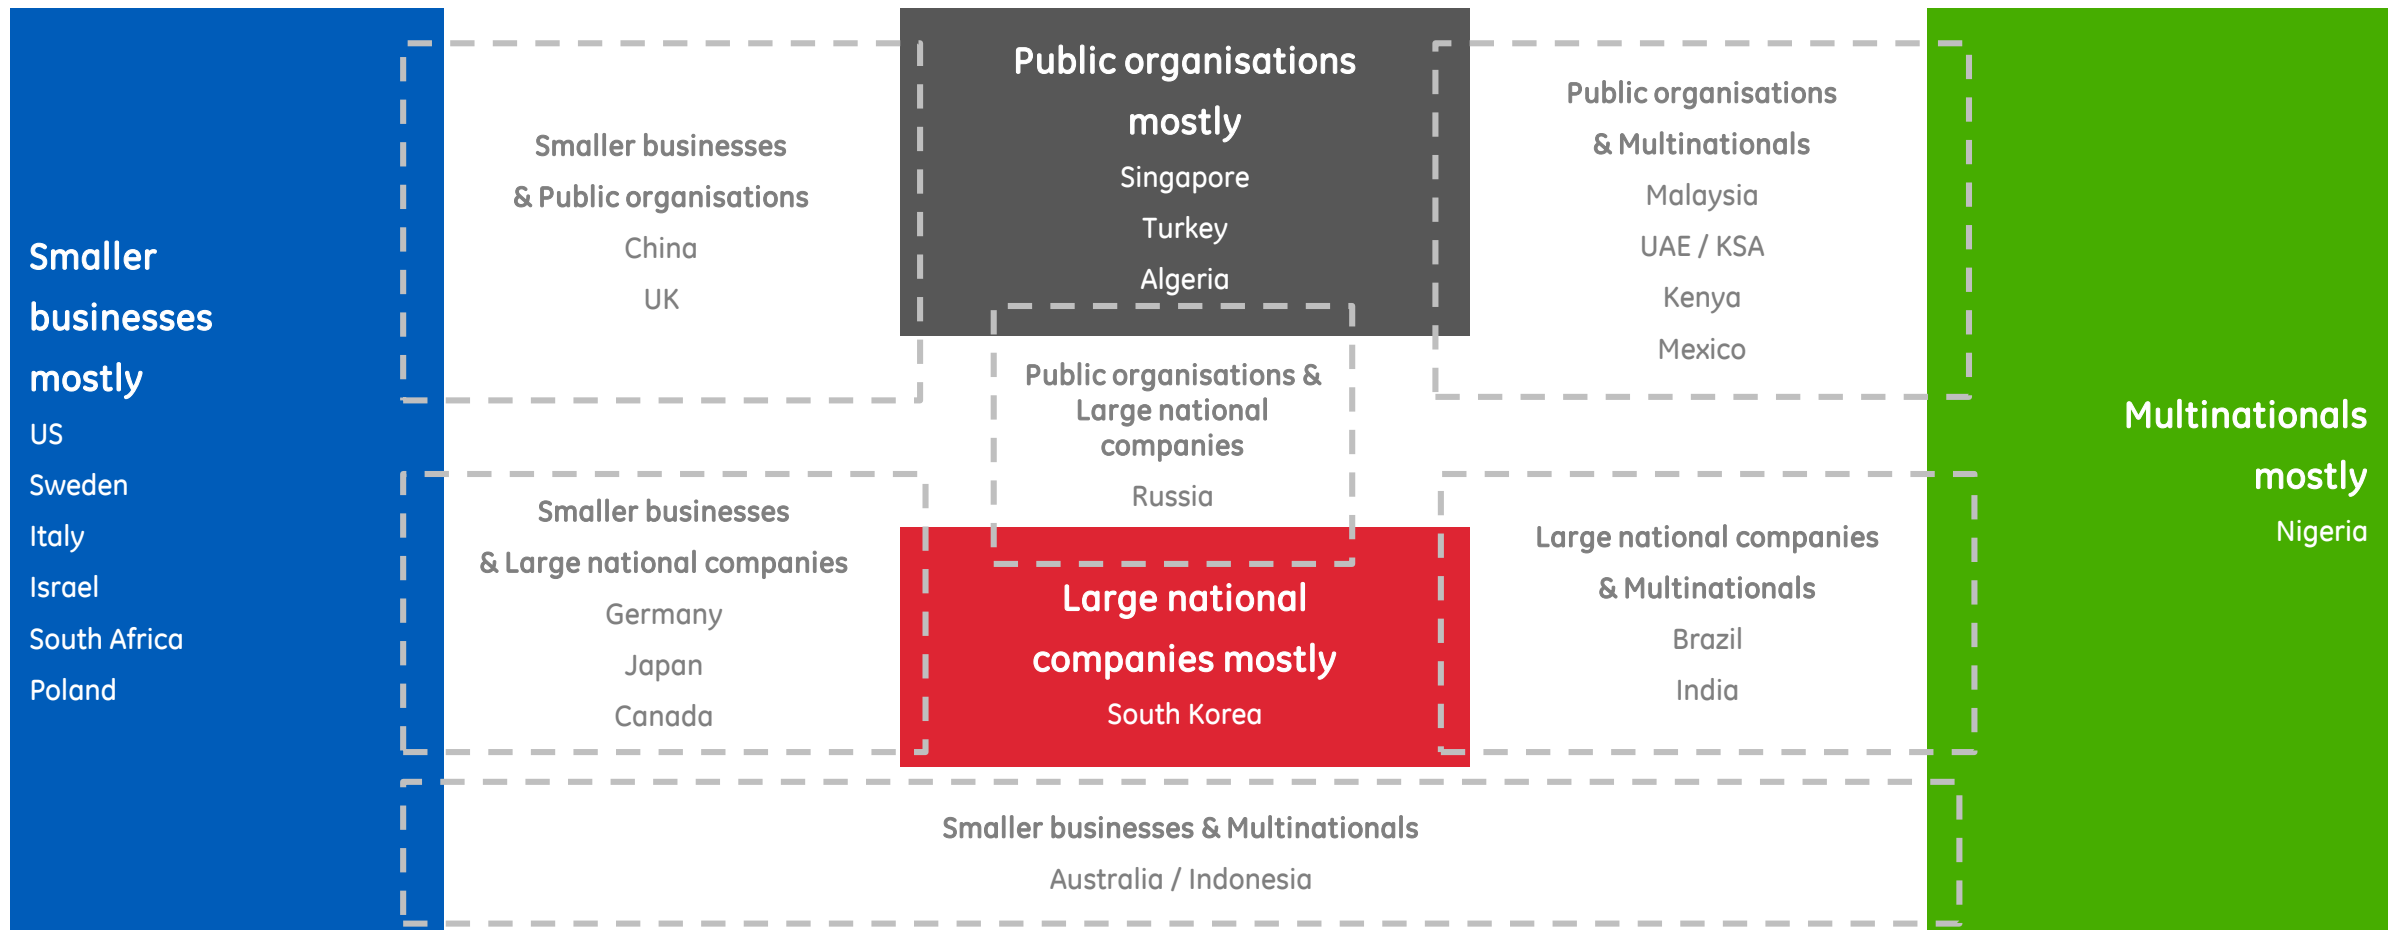 Smaller
businesses
mostly
US
Sweden
Italy
Israel
South Africa
Poland
Smaller businesses
& Public organisations
China
UK
Smaller businesses
& Large national companies
Germany
Japan
Canada
Public organisations
mostly
Singapore
Turkey
Algeria
Public organisations &
Large national
companies
Russia
Large national
companies mostly
South Korea
Public organisations
& Multinationals
Malaysia
UAE / KSA
Kenya
Mexico
Large national companies
& Multinationals
Brazil
India
Multinationals
mostly
Nigeria
Smaller businesses & Multinationals
Australia / Indonesia